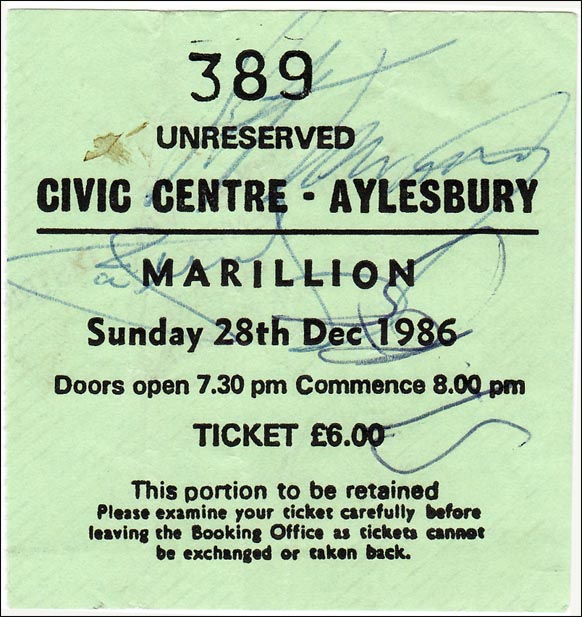 389
UNRESERVED
CIVIC CENTRE - AYLESBURY
MARILLION
Sunday 28th Dec 1986
Doors open 7.30 pm Commence 8.00 pm
TICKET £6.00
This portion to be retained
Please examine your ticket carefully before
leaving the Booking Office as tickets cannot
be exchanged or taken back.